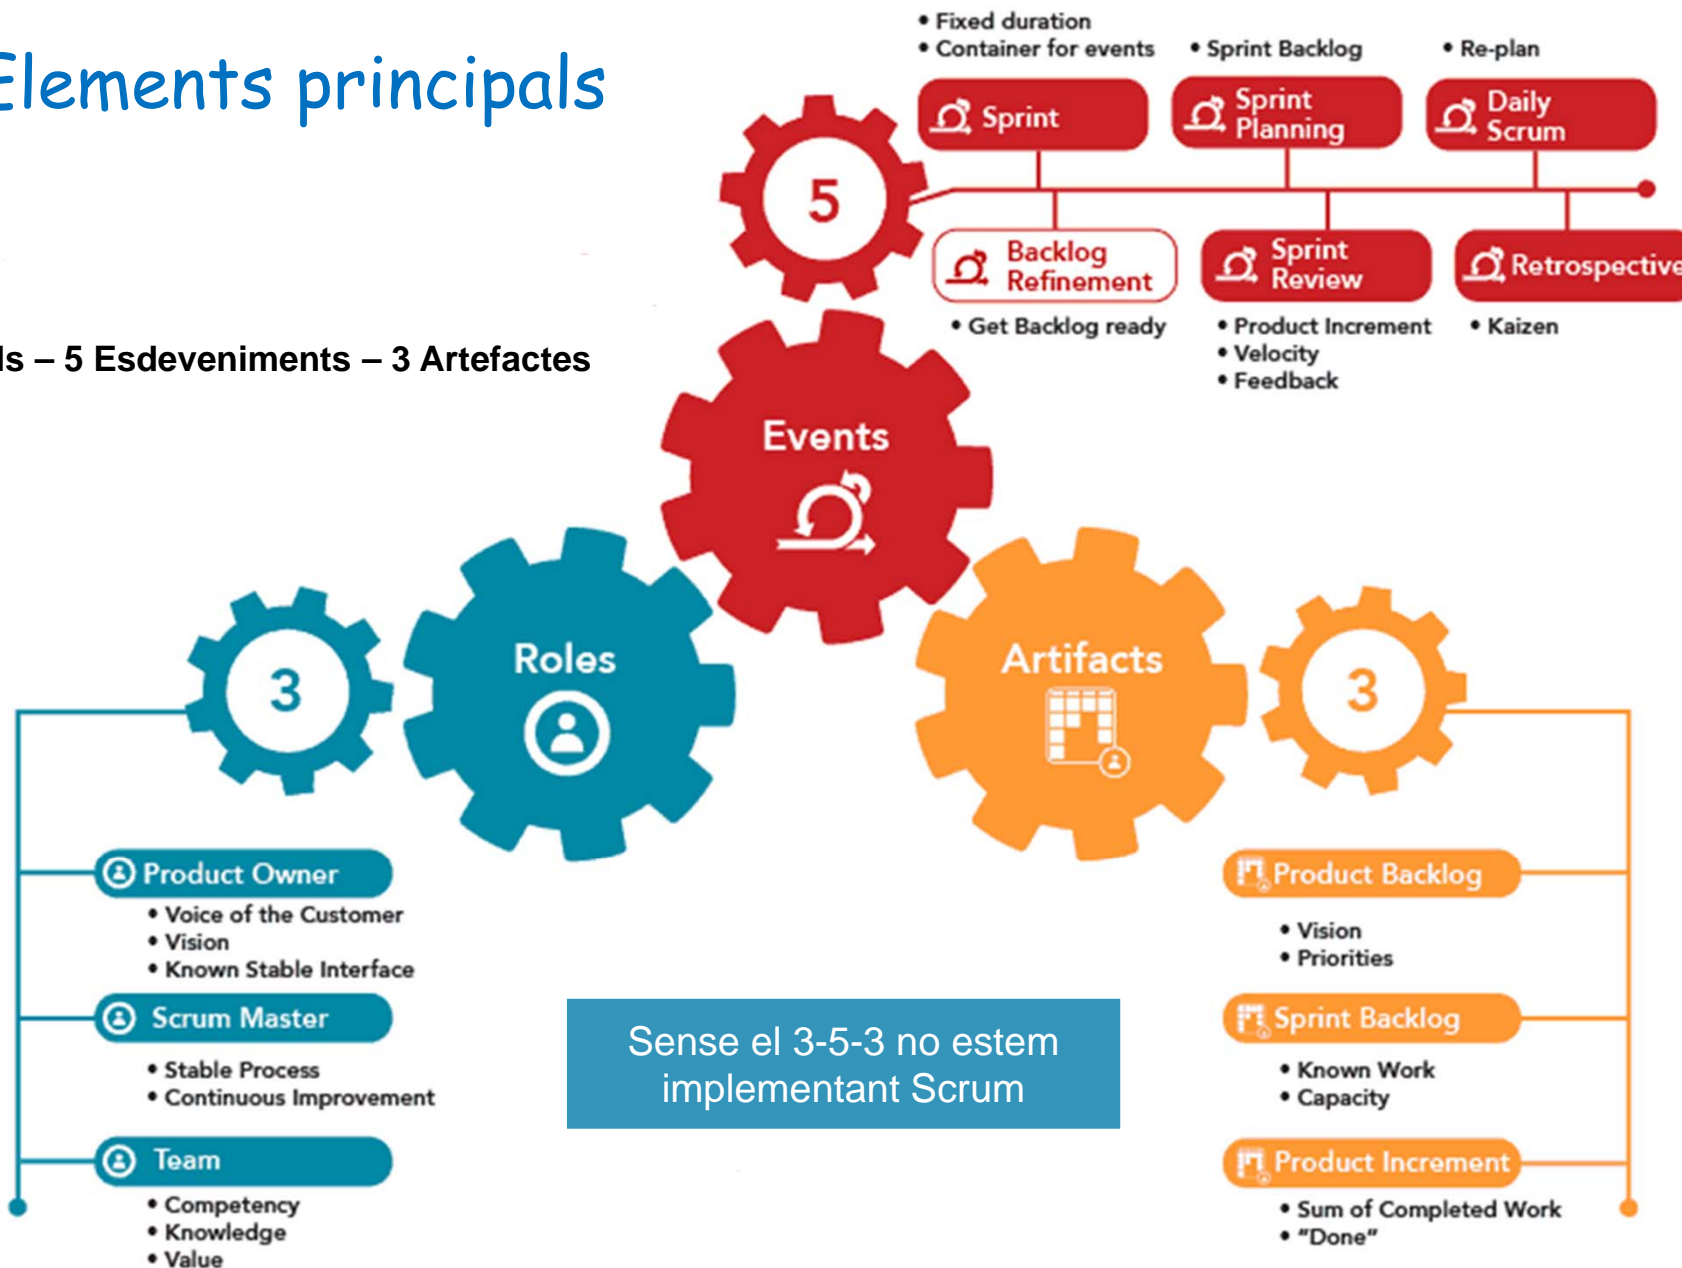 Elements principals
ls – 5 Esdeveniments – 3 Artefactes
• Fixed duration
• Container for events
• Sprint Backlog
• Re-plan
Sprint
Sprint
Planning
Daily
Scrum
5
Backlog
Refinement
Sprint
Review
Retrospective
• Get Backlog ready
• Product Increment
• Velocity
• Feedback
• Kaizen
Events
Roles
3
Artifacts
3
Product Owner
• Voice of the Customer
• Vision
• Known Stable Interface
Scrum Master
• Stable Process
• Continuous Improvement
Team
• Competency
• Knowledge
• Value
Sense el 3-5-3 no estem
implementant Scrum
Product Backlog
• Vision
• Priorities
Sprint Backlog
• Known Work
• Capacity
Product Increment
• Sum of Completed Work
• “Done”